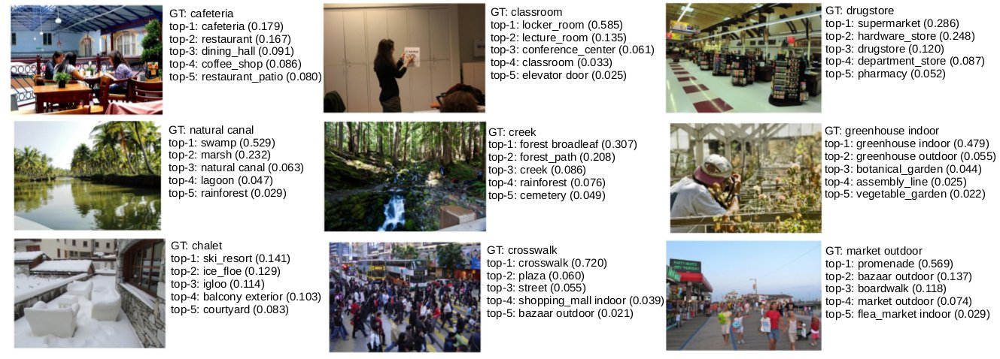 GT: cafeteria
top-1: cafeteria (0.179)
top-2: restaurant (0.167)
top-3: dining_hall (0.091)
top-4: coffee_shop (0.086)
top-5: restaurant_patio (0.080)
GT: classroom
top-1: locker_room (0.585)
top-2: lecture_room (0.135)
top-3: conference_center (0.061)
top-4: classroom (0.033)
top-5: elevator door (0.025)
GT: drugstore
top-1: supermarket (0.286)
top-2: hardware_store (0.248)
top-3: drugstore (0.120)
top-4: department_store (0.087)
top-5: pharmacy (0.052)
GT: natural canal
top-1: swamp (0.529)
top-2: marsh (0.232)
top-3: natural canal (0.063)
top-4: lagoon (0.047)
top-5: rainforest (0.029)
GT: creek
top-1: forest broadleaf (0.307)
top-2: forest_path (0.208)
top-3: creek (0.086)
top-4: rainforest (0.076)
top-5: cemetery (0.049)
GT: greenhouse indoor
top-1: greenhouse indoor (0.479)
top-2: greenhouse outdoor (0.055)
top-3: botanical_garden (0.044)
top-4: assembly_line (0.025)
top-5: vegetable_garden (0.022)
GT: chalet
top-1: ski_resort (0.141)
top-2: ice_floe (0.129)
top-3: igloo (0.114)
top-4: balcony exterior (0.103)
top-5: courtyard (0.083)
GT: crosswalk
top-1: crosswalk (0.720)
top-2: plaza (0.060)
top-3: street (0.055)
top-4: shopping_mall indoor (0.039)
top-5: bazaar outdoor (0.021)
GT: market outdoor
top-1: promenade (0.569)
top-2: bazaar outdoor (0.137)
top-3: boardwalk (0.118)
top-4: market outdoor (0.074)
top-5: flea_market indoor (0.029)